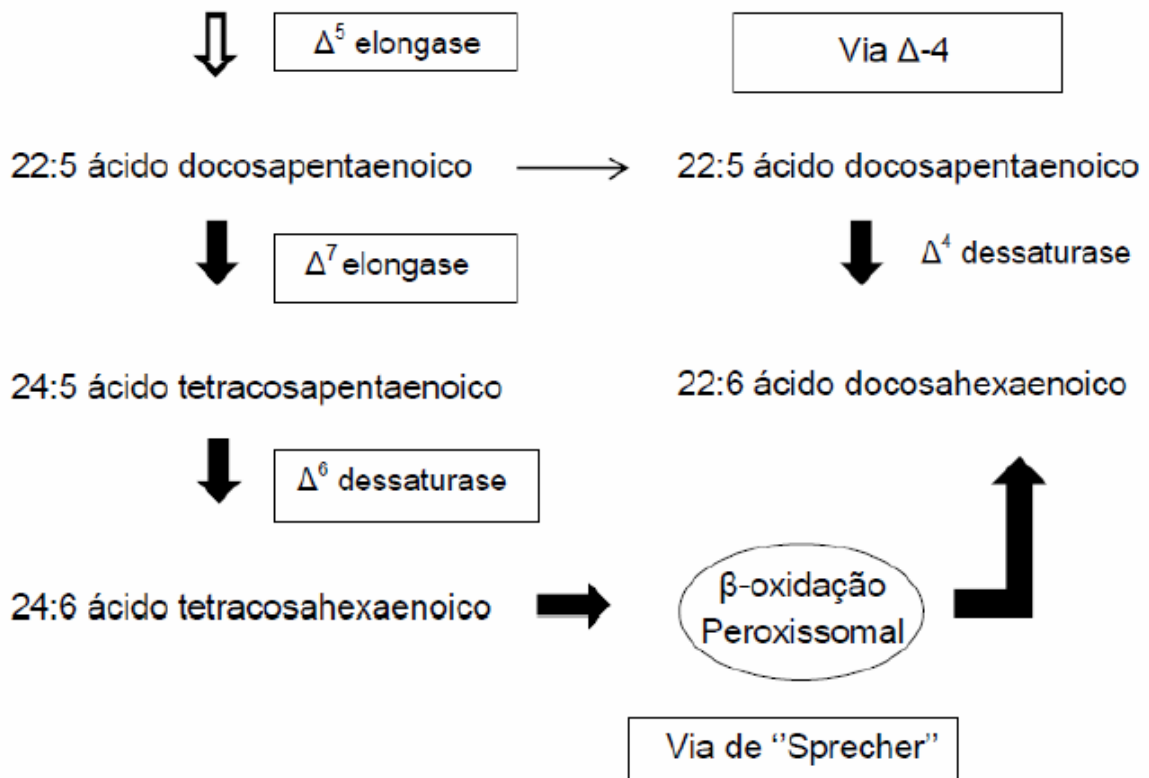 Δ⁵ elongase
Via Δ-4
22:5 ácido docosapentaenoico
22:5 ácido docosapentaenoico
Δ⁷ elongase
Δ⁴ dessaturase
24:5 ácido tetracosapentaenoico
22:6 ácido docosahexaenoico
Δ⁶ dessaturase
24:6 ácido tetracosahexaenoico
β-oxidação
Peroxissomal
Via de ‘’Sprecher’’